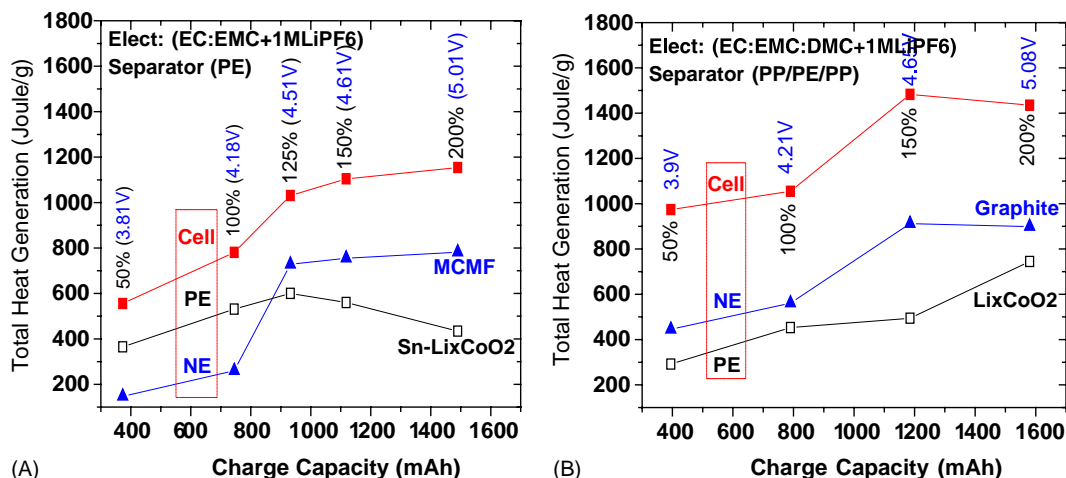 Elect: (EC:EMC+1MLiPF6)
Separator (PE)
Total Heat Generation (Joule/g)
1800
1600
1400
1200
1000
800
600
400
200
50% (3.81V)
100% (4.18V)
125% (4.51V)
150% (4.61V)
200% (5.01V)
Cell
PE
NE
MCMF
Sn-LixCoO2
400 600 800 1000 1200 1400 1600
(A)
Charge Capacity (mAh)
Elect: (EC:EMC:DMC+1MLiPF6)
Separator (PP/PE/PP)
Total Heat Generation (Joule/g)
1800
1600
1400
1200
1000
800
600
400
200
50% 3.9V
100% 4.21V
150% 4.65V
200% 5.08V
Cell
NE
PE
Graphite
LixCoO2
400 600 800 1000 1200 1400 1600
(B)
Charge Capacity (mAh)